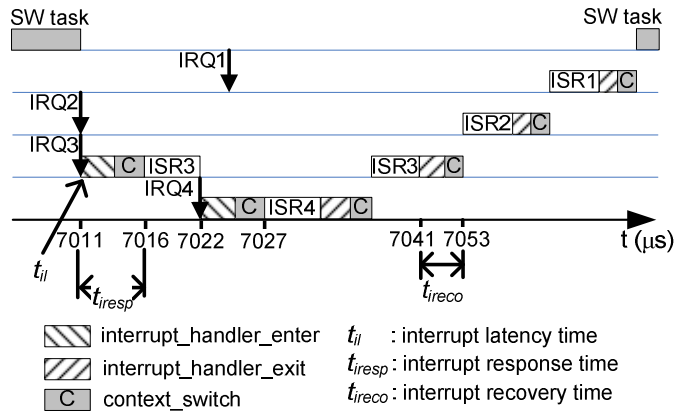 SW task
SW task
IRQ1
ISR1
C
IRQ2
ISR2
C
IRQ3
C
ISR3
ISR3
C
IRQ4
C
ISR4
C
7011
7016
7022
7027
7041
7053
t (μs)
til
tiresp
tireco
interrupt_handler_enter
til : interrupt latency time
interrupt_handler_exit
tiresp: interrupt response time
C context_switch
tireco: interrupt recovery time